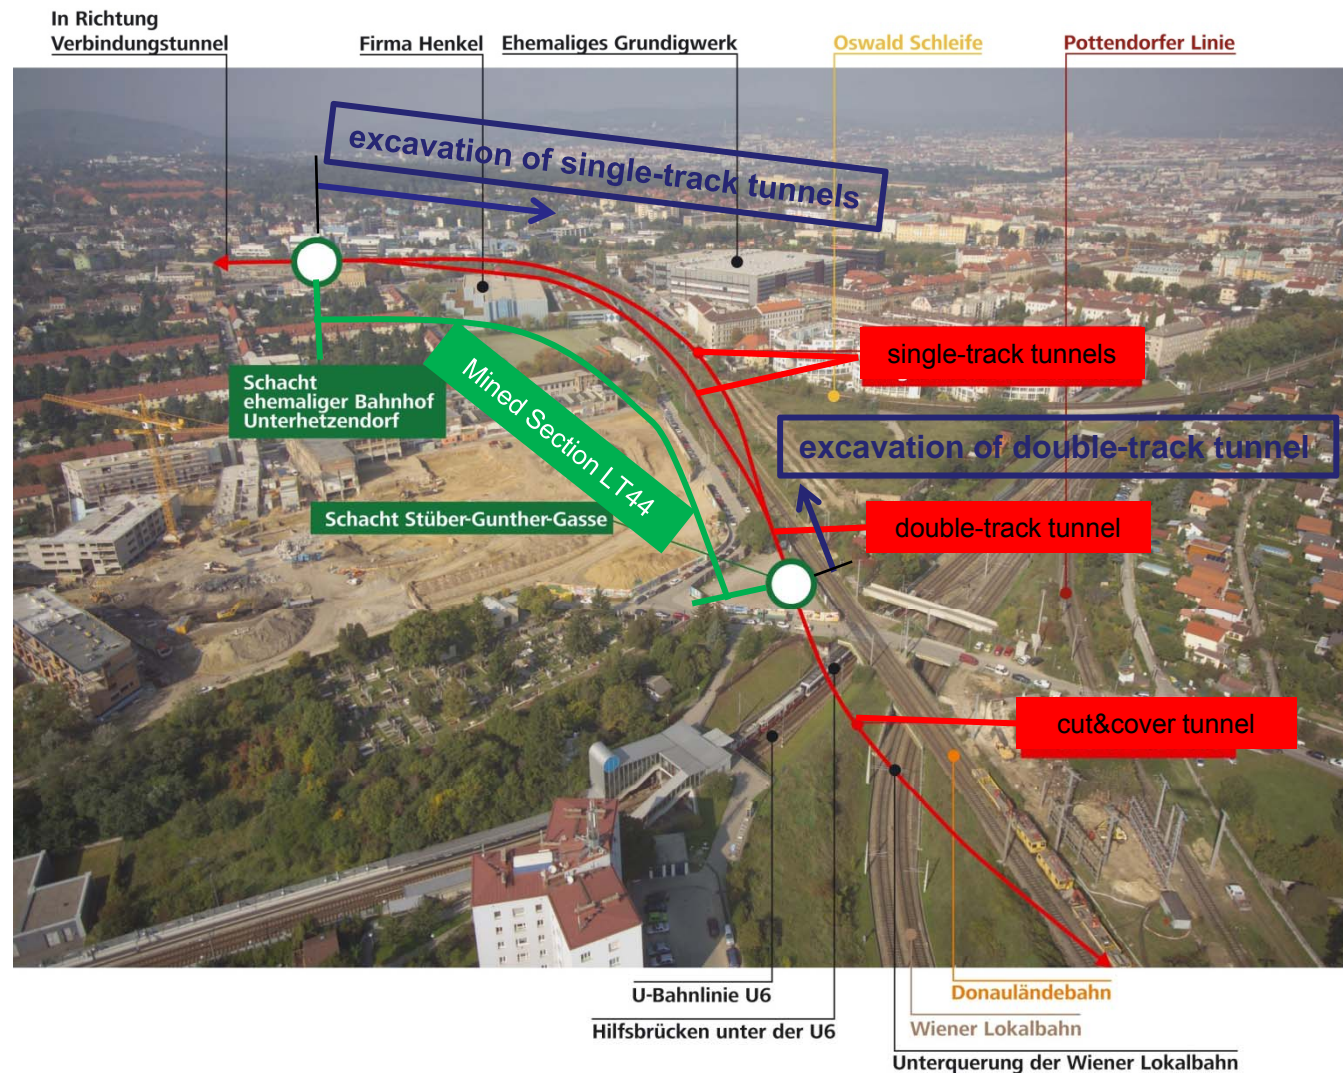 In Richtung
Verbindungstunnel
Firma Henkel
Ehemaliges Grundigwerk
Oswald Schleife
Pottendorfer Linie
excavation of single-track tunnels
single-track tunnels
Schacht
ehemaliger Bahnhof
Unterhetzendorf
Mined Section LT44
excavation of double-track tunnel
Schacht Stüber-Gunther-Gasse
double-track tunnel
cut&cover tunnel
U-Bahnlinie U6
Donauländebahn
Hilfsbrücken unter der U6
Wiener Lokalbahn
Unterquerung der Wiener Lokalbahn